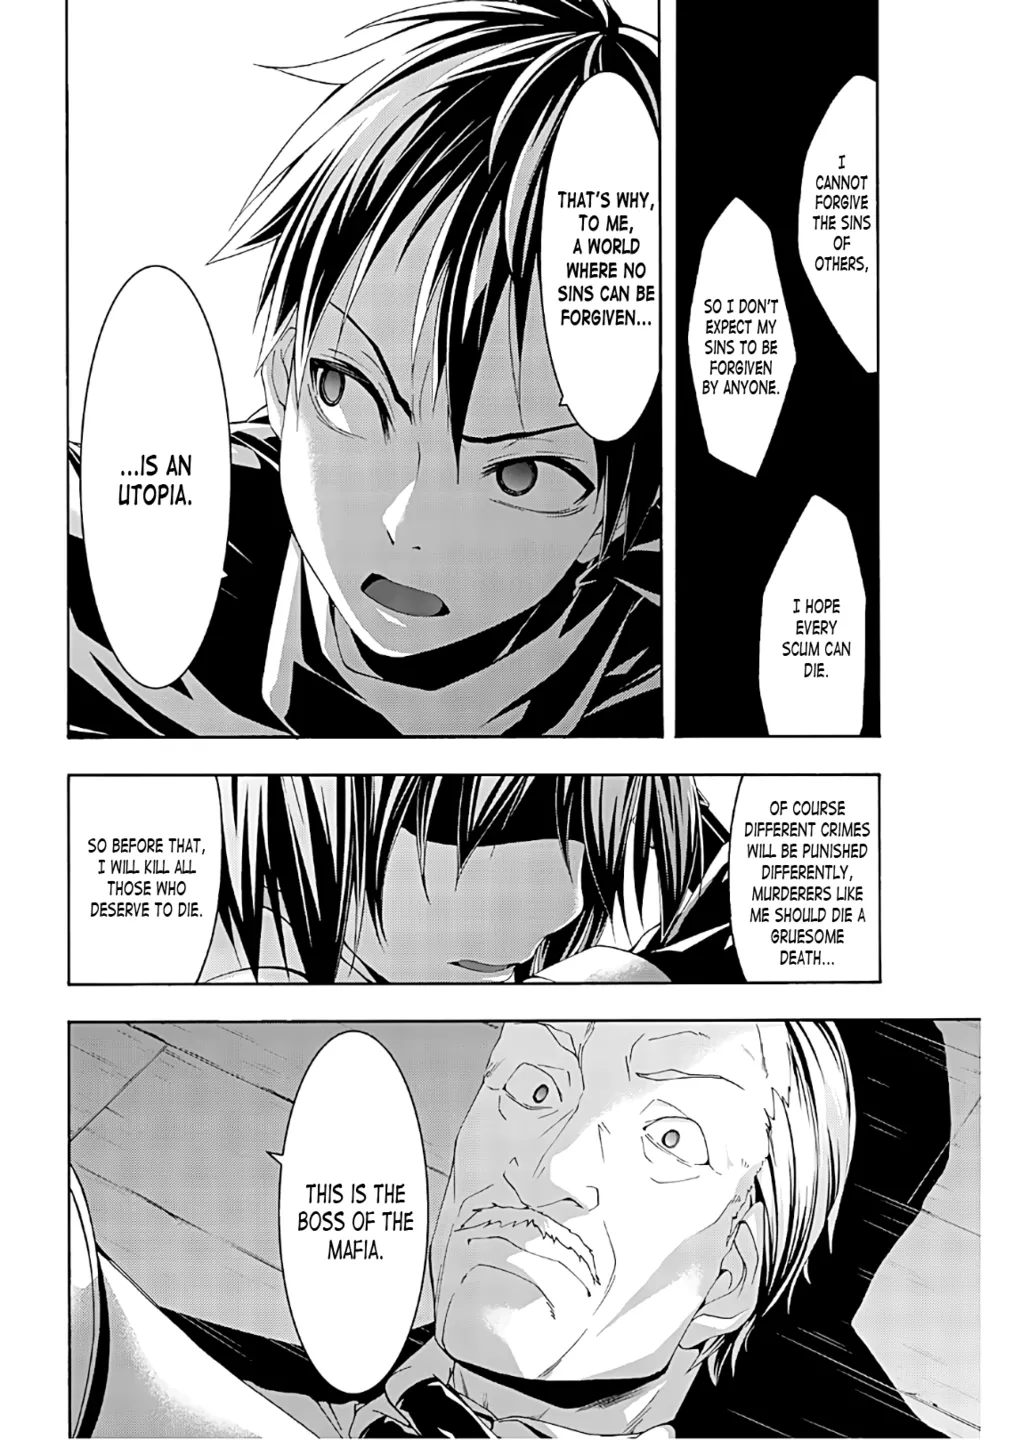 I
CANNOT
FORGIVE
THE SINS
OF
OTHERS,
SO I DON'T
EXPECT MY
SINS TO BE
FORGIVEN
BY ANYONE.
I HOPE
EVERY
SCUM CAN
DIE.
THAT'S WHY,
TO ME,
A WORLD
WHERE NO
SINS CAN BE
FORGIVEN...
...IS AN
UTOPIA.
OF COURSE
DIFFERENT CRIMES
WILL BE PUNISHED
DIFFERENTLY,
MURDERERS LIKE
ME SHOULD DIE A
GRUESOME
DEATH...
SO BEFORE THAT,
I WILL KILL ALL
THOSE WHO
DESERVE TO DIE.
THIS IS THE
BOSS OF THE
MAFIA.